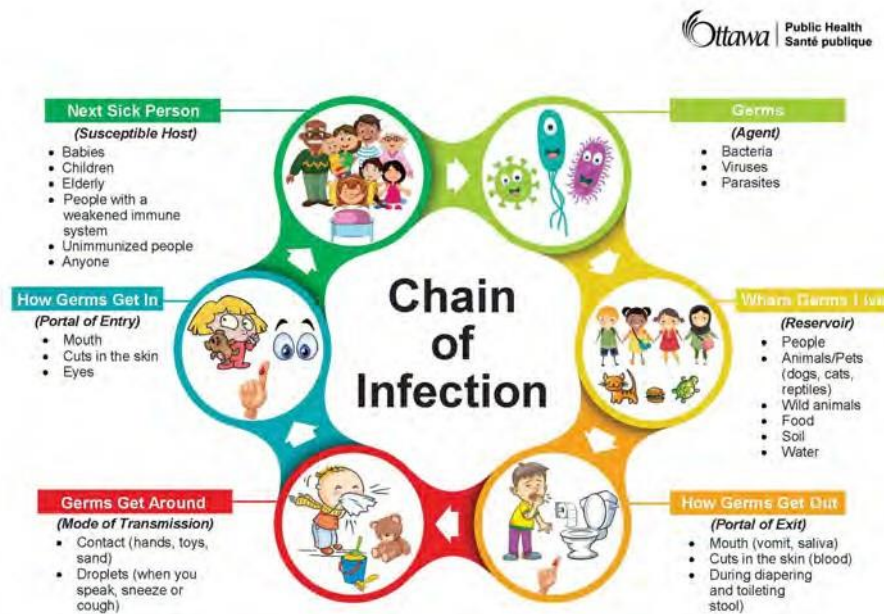 Ottawa
Public Health
Santé publique
Next Sick Person
(Susceptible Host)
• Babies
• Children
• Elderly
• People with a
weakened immune
system
• Unimmunized people
• Anyone
Germs
(Agent)
• Bacteria
• Viruses
• Parasites
How Germs Get In
(Portal of Entry)
• Mouth
• Cuts in the skin
• Eyes
Chain
of
Infection
Where Germs Live
(Reservoir)
• People
• Animals/Pets
(dogs, cats,
reptiles)
• Wild animals
• Food
• Soil
• Water
Germs Get Around
(Mode of Transmission)
• Contact (hands, toys,
sand)
• Droplets (when you
speak, sneeze or
cough)
How Germs Get Out
(Portal of Exit)
• Mouth (vomit, saliva)
• Cuts in the skin (blood)
• During diapering
and toileting
stool)